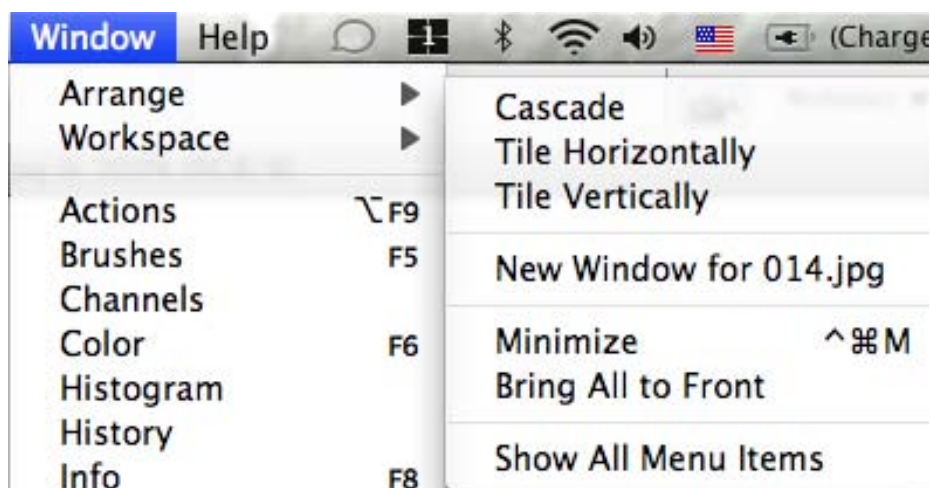 Window Help 1 (Charge
Arrange ▶
Workspace ▶
Actions ⌥F9
Brushes F5
Channels
Color F6
Histogram
History
Info F8
Cascade
Tile Horizontally
Tile Vertically
New Window for 014.jpg
Minimize ^⌘M
Bring All to Front
Show All Menu Items